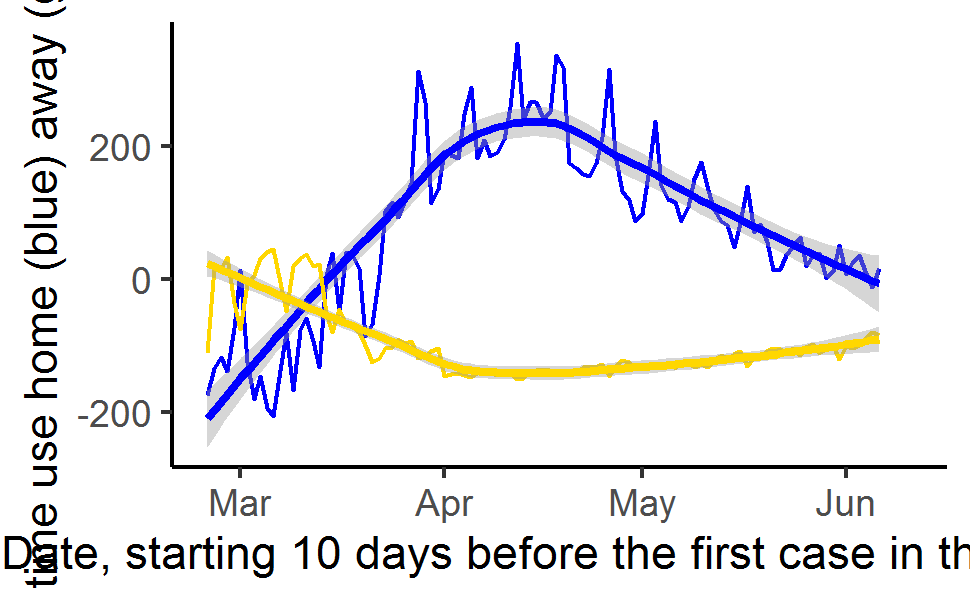 time use home (blue) away (
200
0
-200
Mar Apr May Jun
Date, starting 10 days before the first case in th